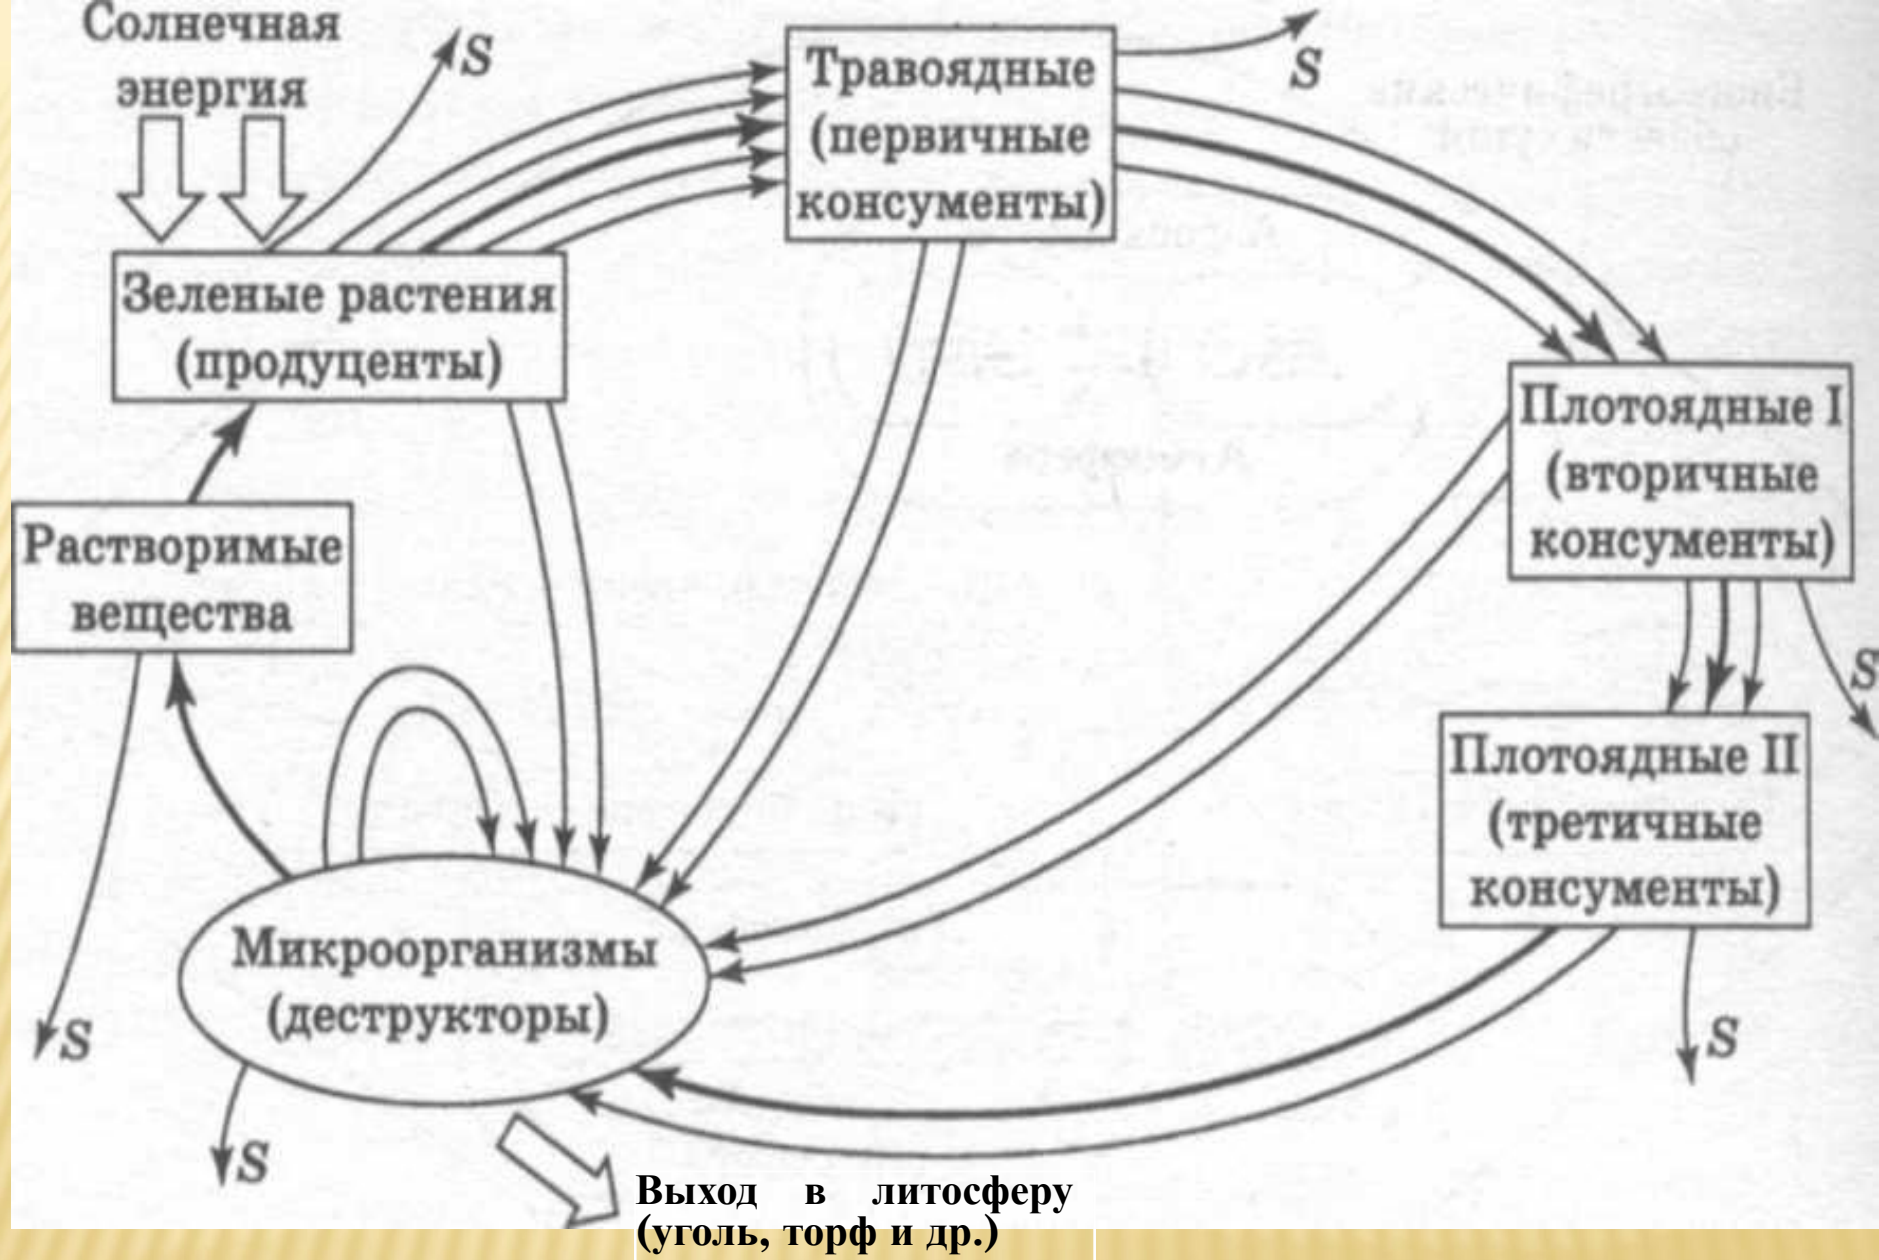 Солнечная
энергия
S
Травоядные
(первичные
консументы)
S
Зеленые растения
(продуценты)
Плотоядные I
(вторичные
консументы)
S
Растворимые
вещества
S
Плотоядные II
(третичные
консументы)
S
Микроорганизмы
(деструкторы)
S
Выход в литосферу
(уголь, торф и др.)